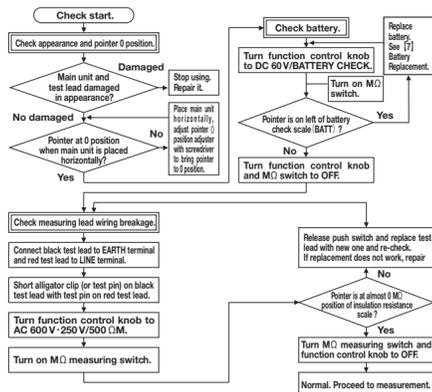 Check start.
Check appearance and pointer 0 position.
Main unit and
test lead damaged
in appearance?
Damaged
Stop using.
Repair it.
No damaged
Pointer at 0 position
when main unit is placed
horizontally?
No
Place main unit
horizontally,
adjust pointer 0
position adjuster
with screwdriver
to bring pointer
to 0 position.
Yes
Check battery.
Turn function control knob
to DC 60 V/BATTERY CHECK.
Turn on MΩ
switch.
Pointer is on left of battery
check scale (BATT) ?
Yes
Replace
battery.
See [7]
Battery
Replacement.
No
Turn function control knob
and MΩ switch to OFF.
Check measuring lead wiring breakage.
Connect black test lead to EARTH terminal
and red test lead to LINE terminal.
Short alligator clip (or test pin) on black
test lead with test pin on red test lead.
Turn function control knob to
AC 600 V·250 V/500 ΩM.
Turn on MΩ measuring switch.
Release push switch and replace test
lead with new one and re-check.
If replacement does not work, repair
No
Pointer is at almost 0 MΩ
position of insulation resistance
scale ?
Yes
Turn MΩ measuring switch and
function control knob to OFF.
Normal. Proceed to measurement.